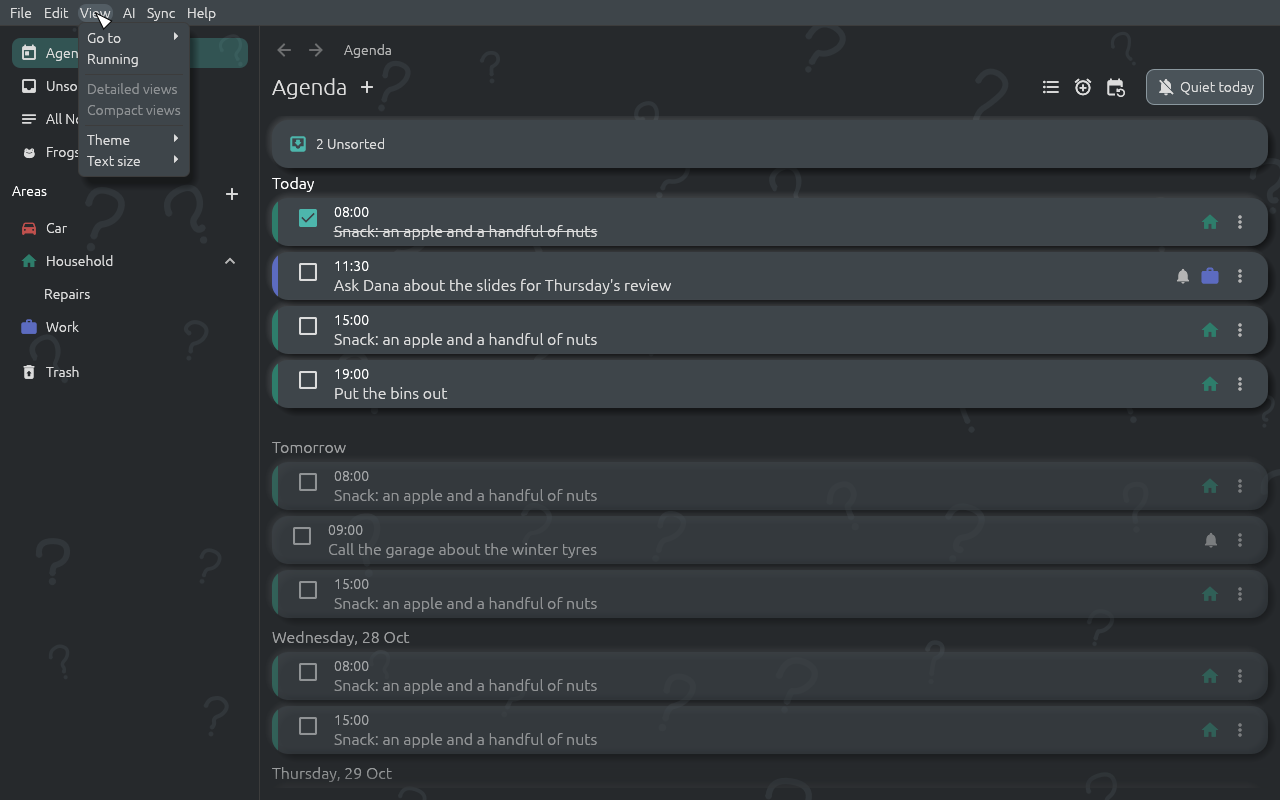 File Edit View AI Sync Help
Go to
Running
Detailed views
Compact views
Theme
Text size
Agen
Unso
All No
Frogs
Areas
Car
Household
Repairs
Work
Trash
Agenda
Agenda
Quiet today
2 Unsorted
Today
08:00
Snack: an apple and a handful of nuts
11:30
Ask Dana about the slides for Thursday's review
15:00
Snack: an apple and a handful of nuts
19:00
Put the bins out
Tomorrow
08:00
Snack: an apple and a handful of nuts
09:00
Call the garage about the winter tyres
15:00
Snack: an apple and a handful of nuts
Wednesday, 28 Oct
08:00
Snack: an apple and a handful of nuts
15:00
Snack: an apple and a handful of nuts
Thursday, 29 Oct